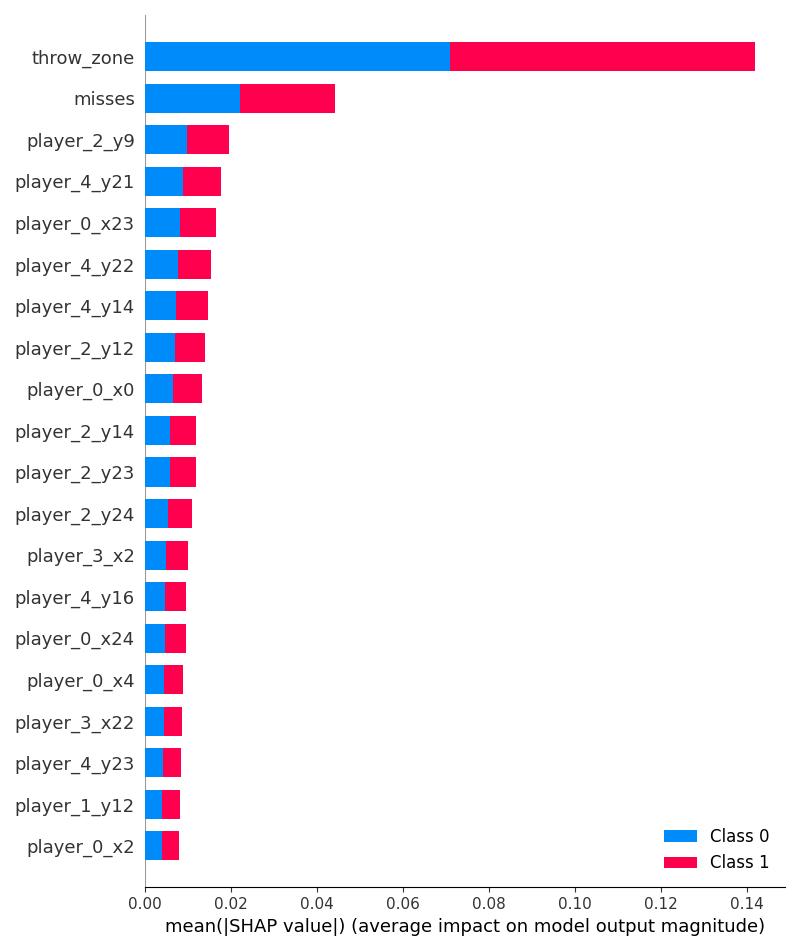 throw_zone
misses
player_2_y9
player_4_y21
player_0_x23
player_4_y22
player_4_y14
player_2_y12
player_0_x0
player_2_y14
player_2_y23
player_2_y24
player_3_x2
player_4_y16
player_0_x24
player_0_x4
player_3_x22
player_4_y23
player_1_y12
player_0_x2
Class 0
Class 1
0.00 0.02 0.04 0.06 0.08 0.10 0.12 0.14
mean(|SHAP value|) (average impact on model output magnitude)